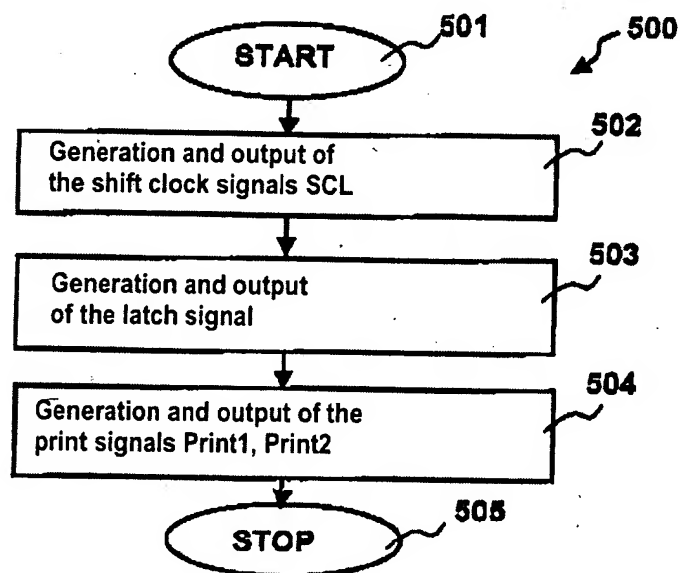 501
500
START
502
Generation and output of
the shift clock signals SCL
503
Generation and output
of the latch signal
504
Generation and output of the
print signals Print1, Print2
505
STOP